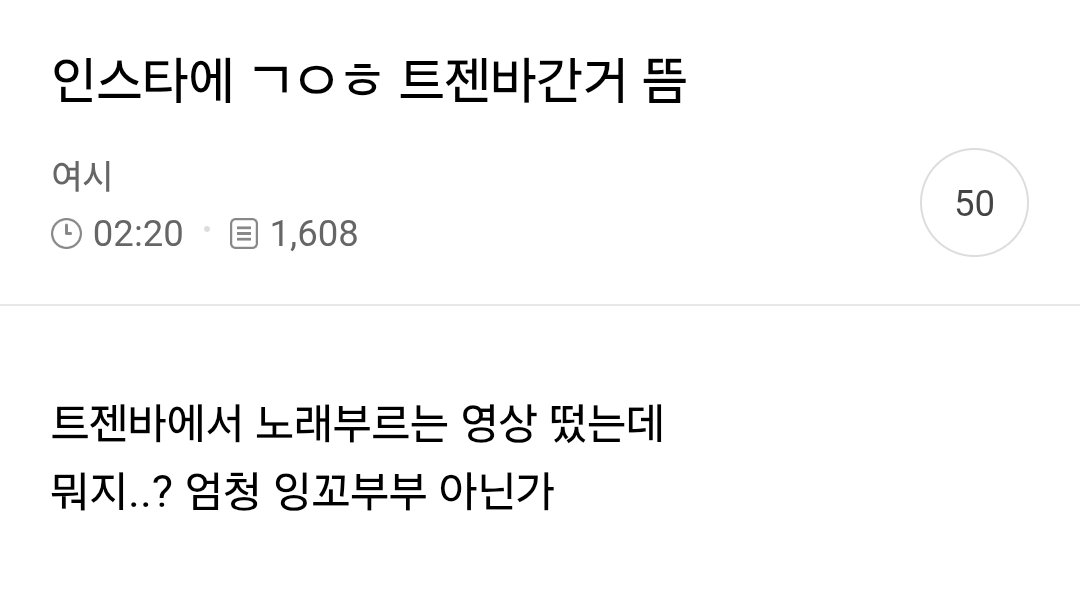 인스타에 ㄱㅇㅎ 트젠바간거 뜸
여시
02:20 · 1,608
50
트젠바에서 노래부르는 영상 떴는데
뭐지..? 엄청 잉꼬부부 아닌가